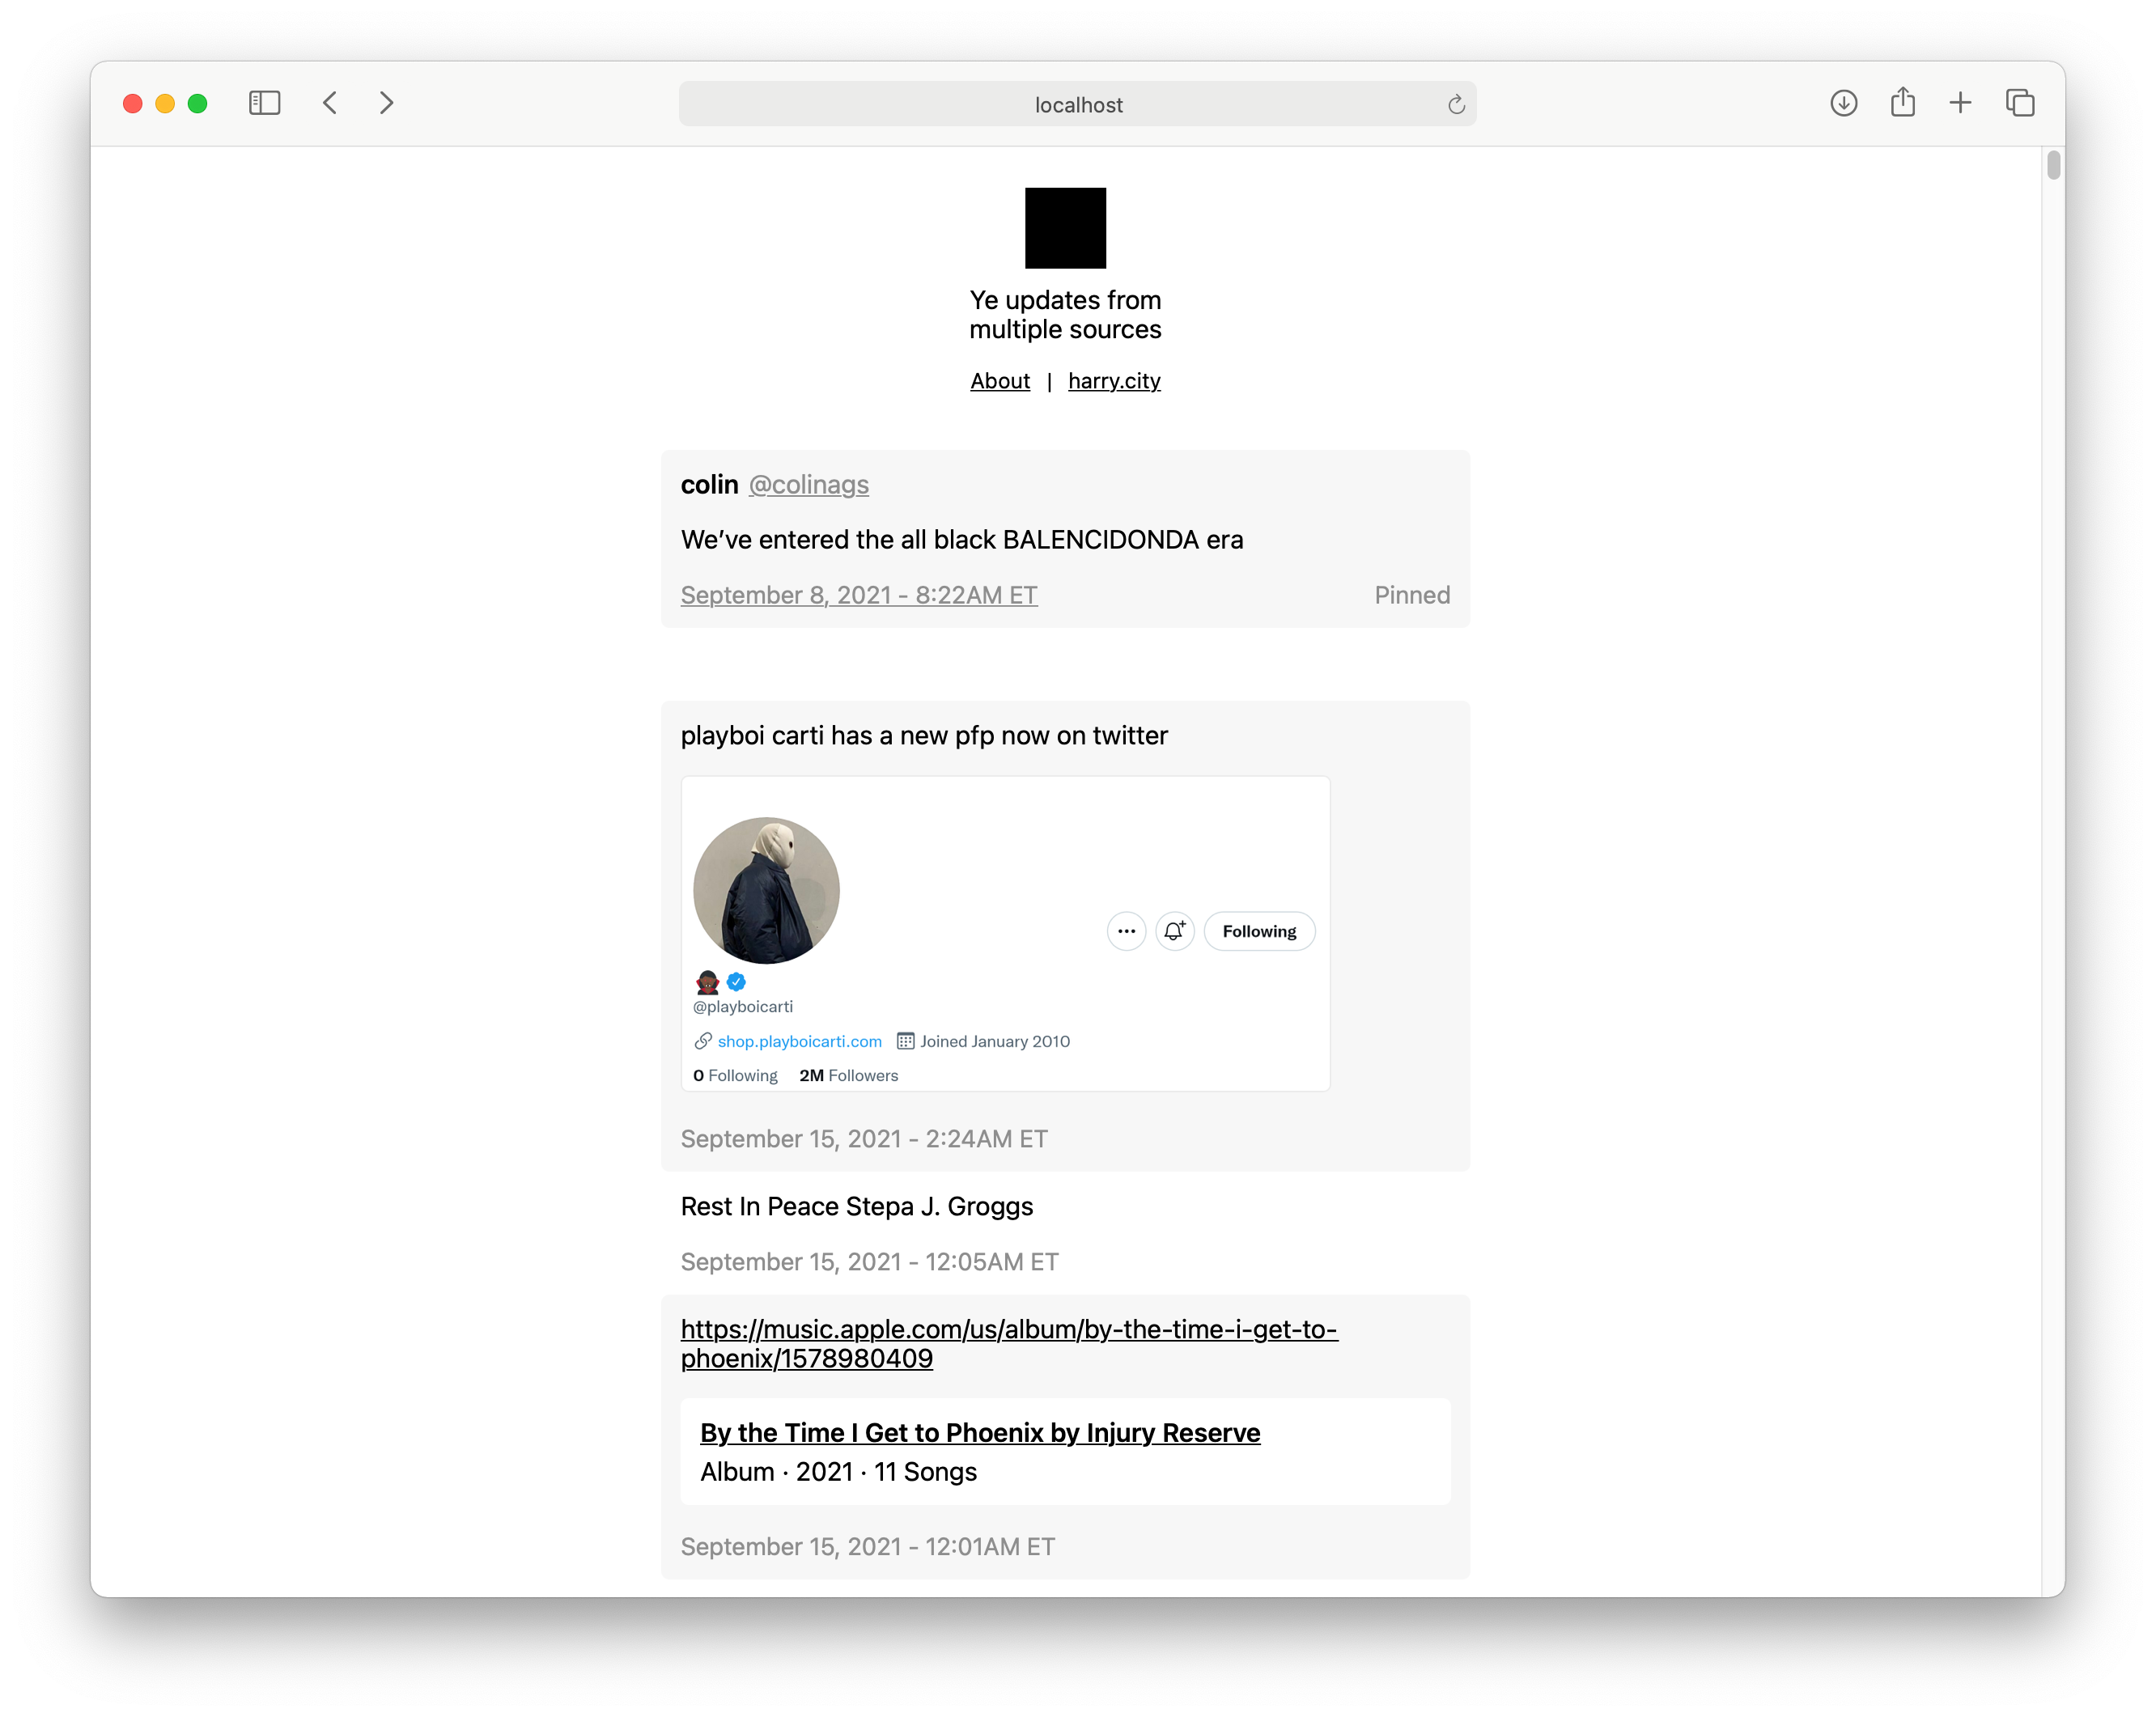 localhost
Ye updates from
multiple sources
About | harry.city
colin @colinags
We’ve entered the all black BALENCIDONDA era
September 8, 2021 - 8:22AM ET Pinned
playboi carti has a new pfp now on twitter
Following
@playboicarti
shop.playboicarti.com Joined January 2010
0 Following 2M Followers
September 15, 2021 - 2:24AM ET
Rest In Peace Stepa J. Groggs
September 15, 2021 - 12:05AM ET
https://music.apple.com/us/album/by-the-time-i-get-to-
phoenix/1578980409
By the Time I Get to Phoenix by Injury Reserve
Album · 2021 · 11 Songs
September 15, 2021 - 12:01AM ET